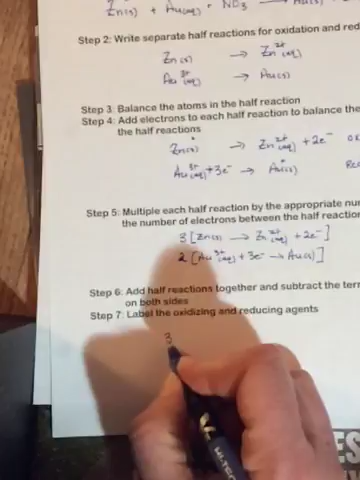 Zn(s) + Au(aq) + NO3 → Au(s)
Step 2: Write separate half reactions for oxidation and red
Zn(s) → Zn2+(aq)
Au3+(aq) → Au(s)
Step 3: Balance the atoms in the half reaction
Step 4: Add electrons to each half reaction to balance the
the half reactions
Zn(s) → Zn2+(aq) + 2e-
Au3+(aq) + 3e- → Au(s)
Step 5: Multiple each half reaction by the appropriate nu
the number of electrons between the half reaction
3 [Zn(s) → Zn2+(aq) + 2e-]
2 [Au3+(aq) + 3e- → Au(s)]
Step 6: Add half reactions together and subtract the ter
on both sides
Step 7: Label the oxidizing and reducing agents
3